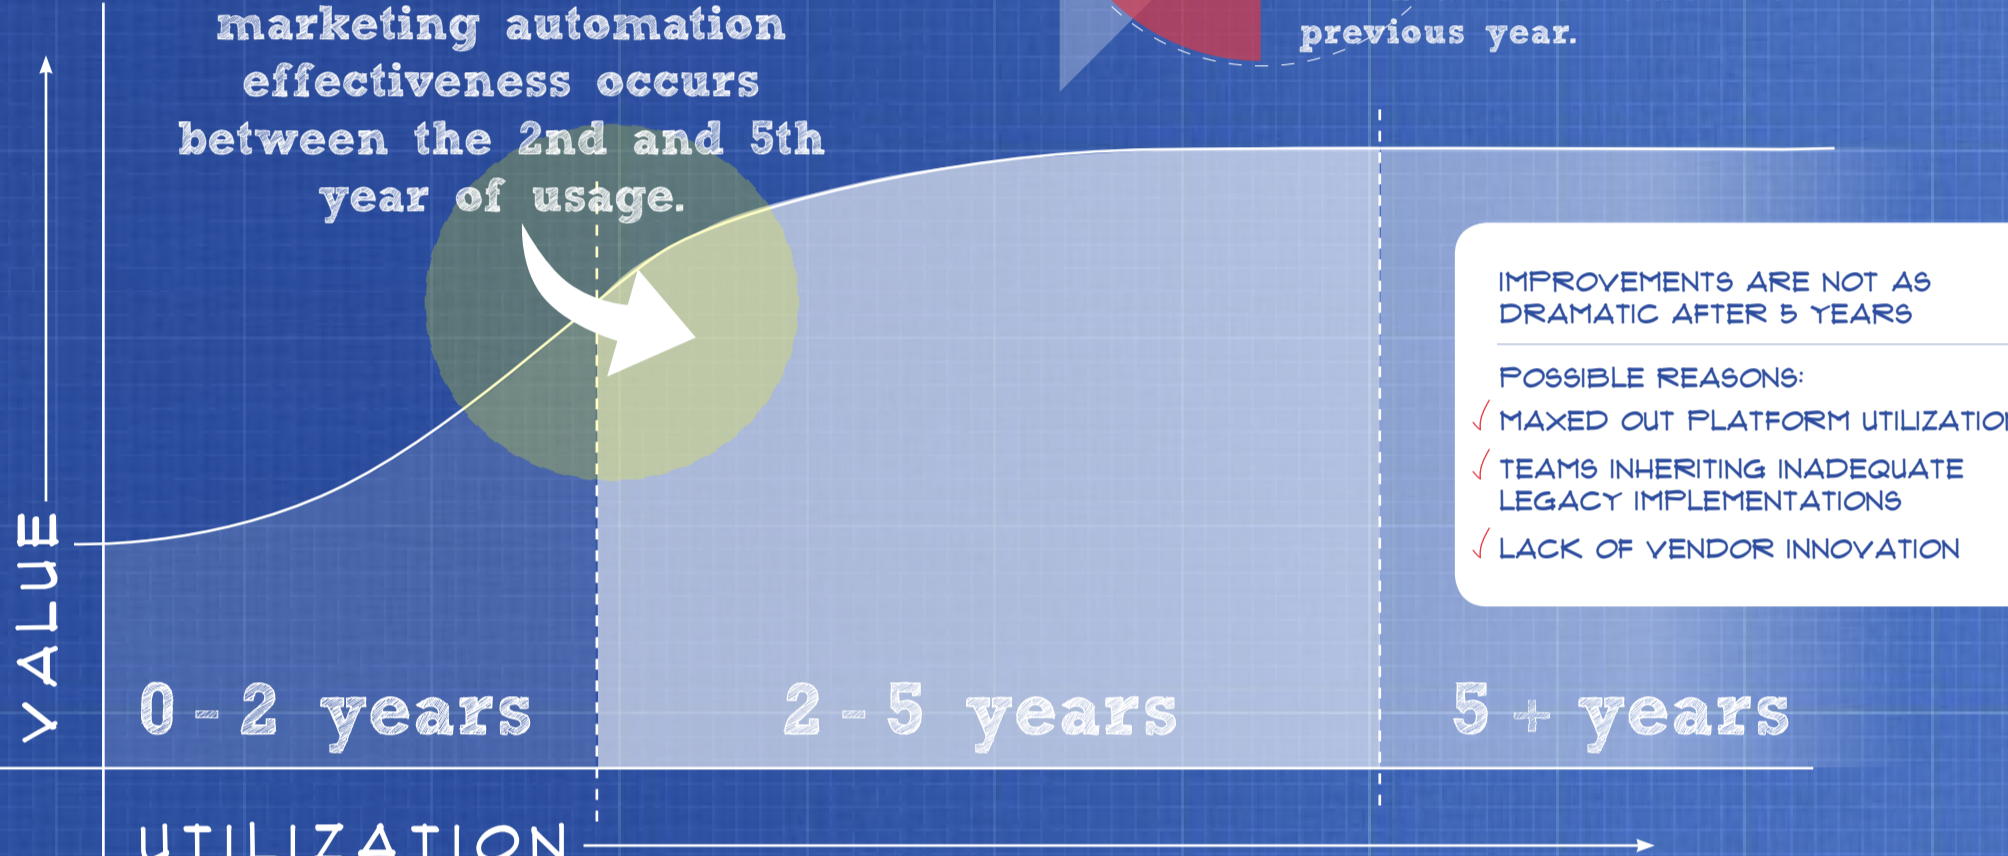 marketing automation
effectiveness occurs
between the 2nd and 5th
year of usage.
previous year.
IMPROVEMENTS ARE NOT AS
DRAMATIC AFTER 5 YEARS
POSSIBLE REASONS:
MAXED OUT PLATFORM UTILIZATION
TEAMS INHERITING INADEQUATE
LEGACY IMPLEMENTATIONS
LACK OF VENDOR INNOVATION
VALUE
0 - 2 years
2 - 5 years
5 + years
UTILIZATION